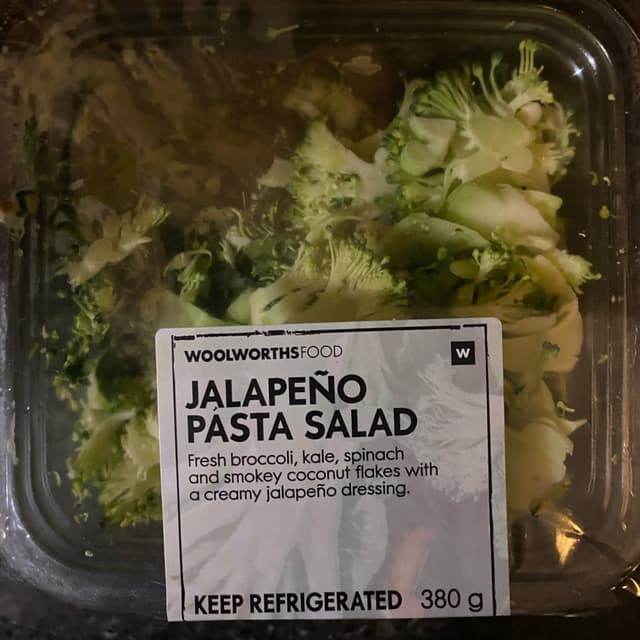 WOOLWORTHSFOOD
W
JALAPEÑO
PASTA SALAD
Fresh broccoli, kale, spinach
and smokey coconut flakes with
a creamy jalapeño dressing.
KEEP REFRIGERATED 380 g